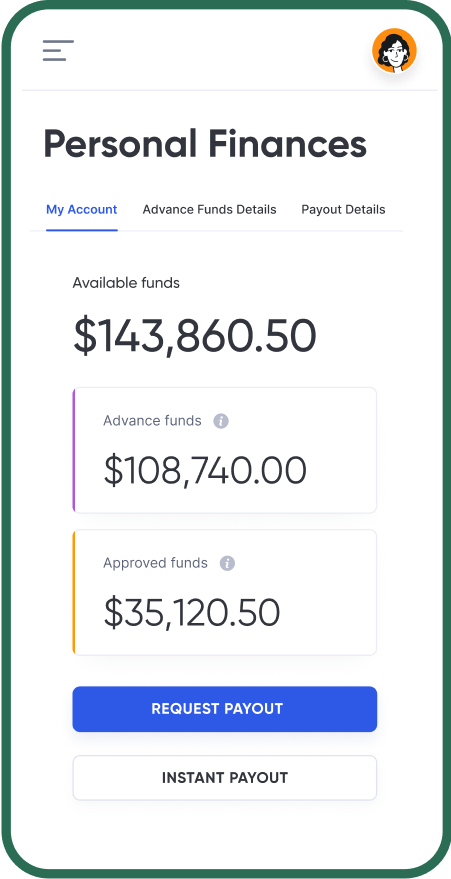 Personal Finances
My Account Advance Funds Details Payout Details
Available funds
$143,860.50
Advance funds i
$108,740.00
Approved funds i
$35,120.50
REQUEST PAYOUT
INSTANT PAYOUT